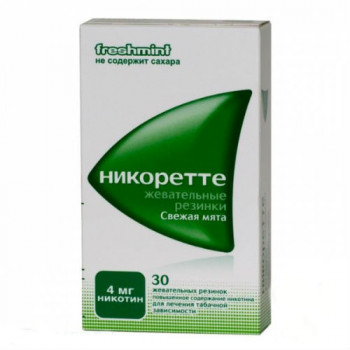 freshmint
не содержит сахара
никоретте
жевательные
резинки
Свежая мята
4 мг
никотин
30
жевательных резинок
повышенное содержание никотина
для лечения табачной
зависимости